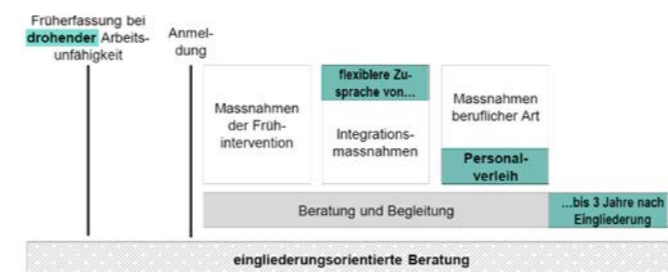 Früherfassung bei
drohender Arbeits-
unfähigkeit
Anmel-
dung
Massnahmen
der Früh-
intervention
flexiblere Zu-
sprache von...
Integrations-
massnahmen
Massnahmen
beruflicher Art
Personal-
verleih
Beratung und Begleitung
...bis 3 Jahre nach
Eingliederung
eingliederungsorientierte Beratung